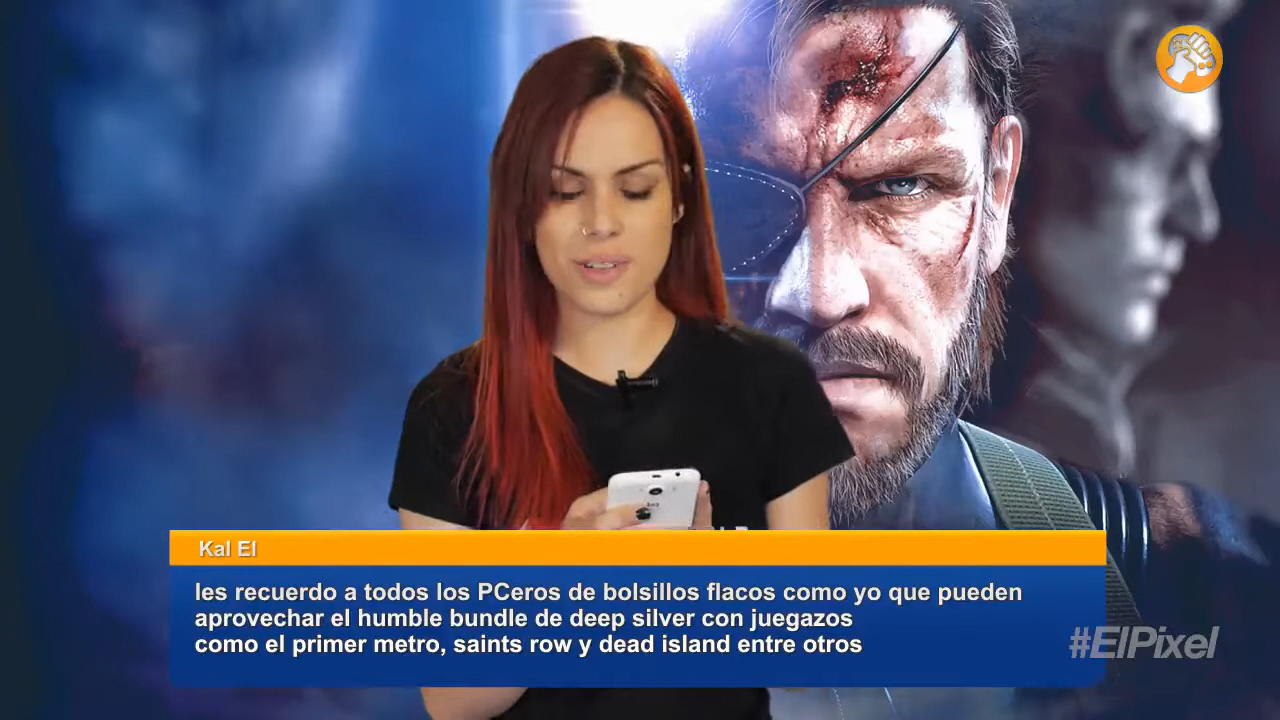 Kal El
les recuerdo a todos los PCeros de bolsillos flacos como yo que pueden
aprovechar el humble bundle de deep silver con juegazos
como el primer metro, saints row y dead island entre otros
#ElPixel